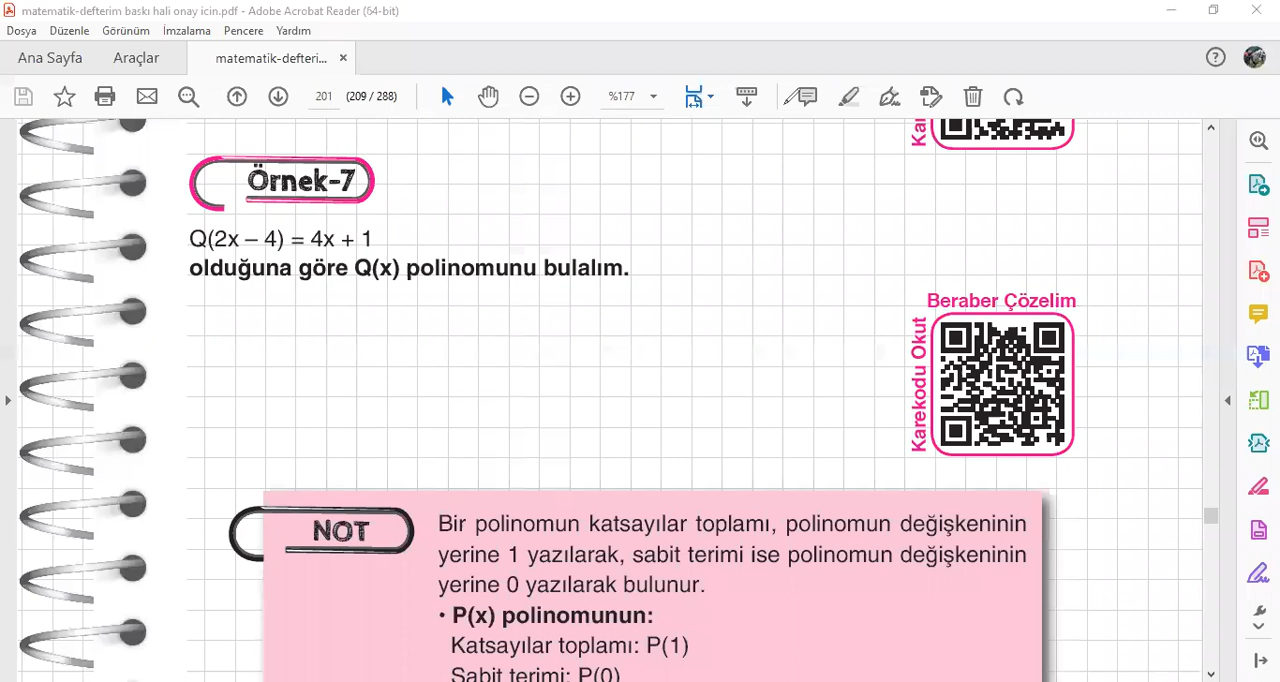 matematik-defterim baskı hali onay icin.pdf - Adobe Acrobat Reader (64-bit)
Dosya Düzenle Görünüm İmzalama Pencere Yardım
Ana Sayfa Araçlar matematik-defteri... ×
201 (209 / 288) %177
Örnek-7
Q(2x – 4) = 4x + 1
olduğuna göre Q(x) polinomunu bulalım.
Beraber Çözelim
Karekodu Okut
NOT
Bir polinomun katsayılar toplamı, polinomun değişkeninin
yerine 1 yazılarak, sabit terimi ise polinomun değişkeninin
yerine 0 yazılarak bulunur.
• P(x) polinomunun:
Katsayılar toplamı: P(1)
Sabit terimi: P(0)